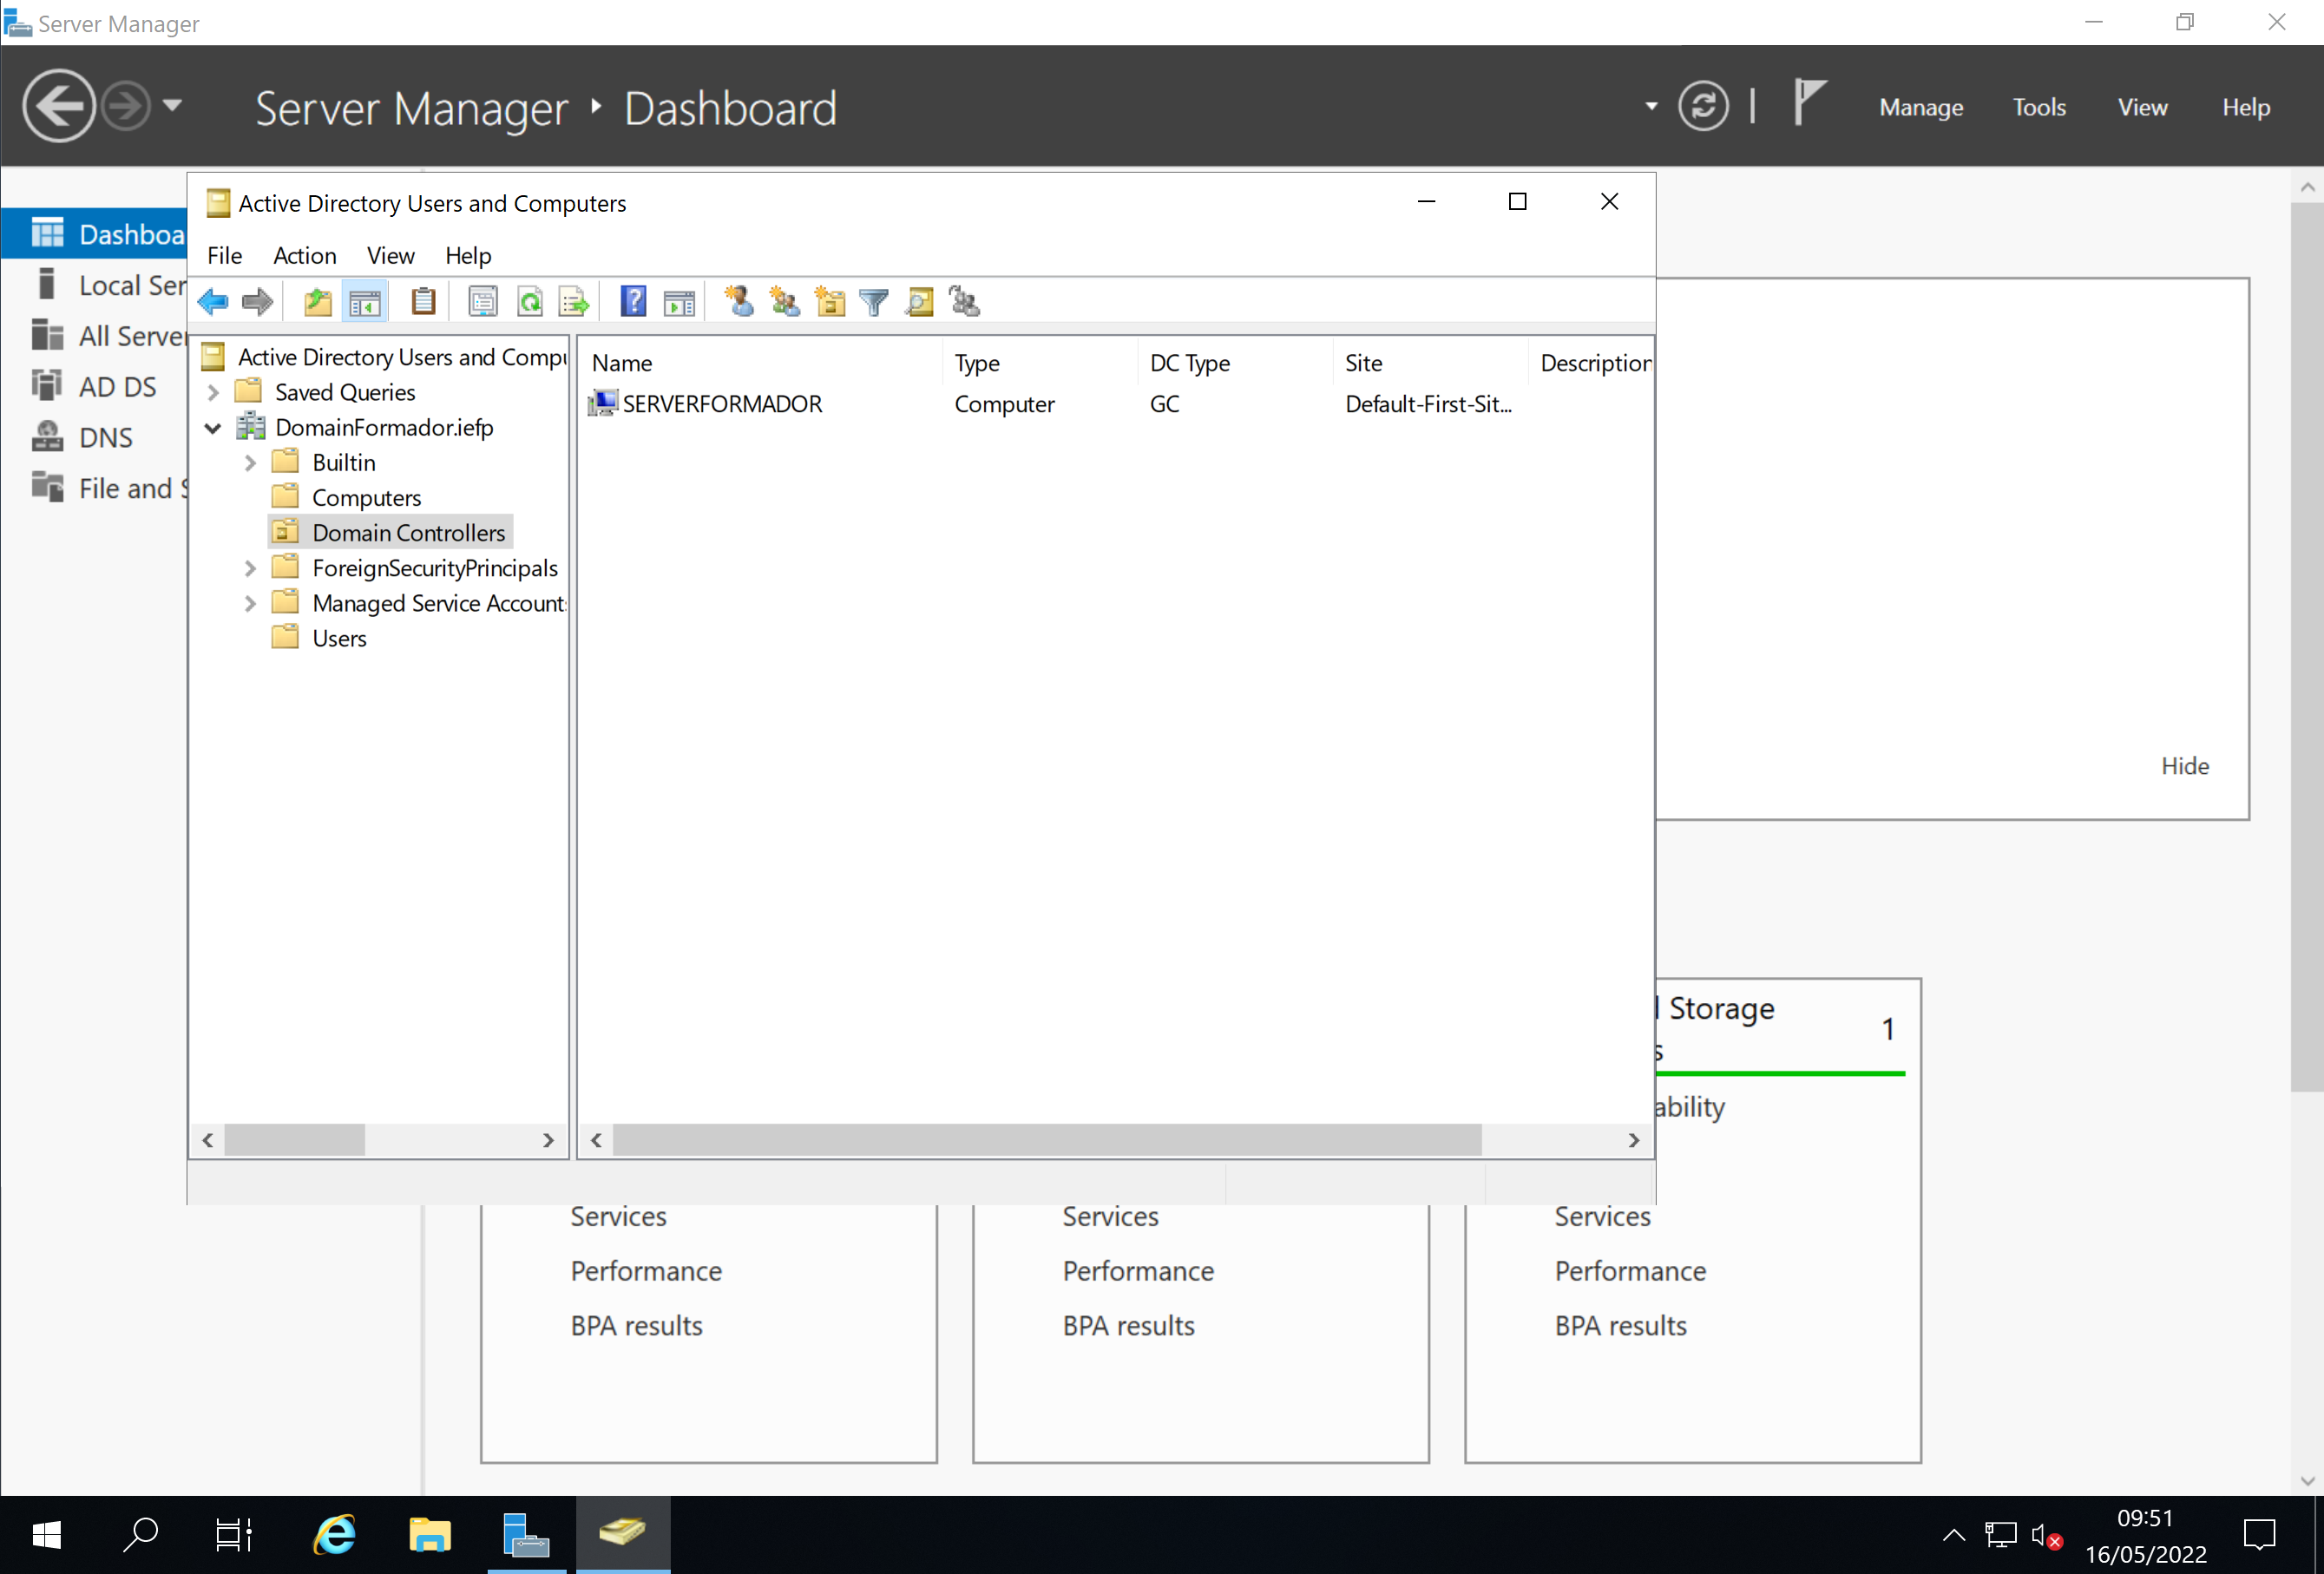 Server Manager
Server Manager Dashboard
Manage Tools View Help
Active Directory Users and Computers
File Action View Help
Dashboa
Local Ser
All Server
AD DS
DNS
File and S
Active Directory Users and Compu
Saved Queries
DomainFormador.iefp
Builtin
Computers
Domain Controllers
ForeignSecurityPrincipals
Managed Service Accounts
Users
Name Type DC Type Site Description
SERVERFORMADOR Computer GC Default-First-Sit...
Hide
Storage 1
s
ability
Services Services Services
Performance Performance Performance
BPA results BPA results BPA results
09:51
16/05/2022